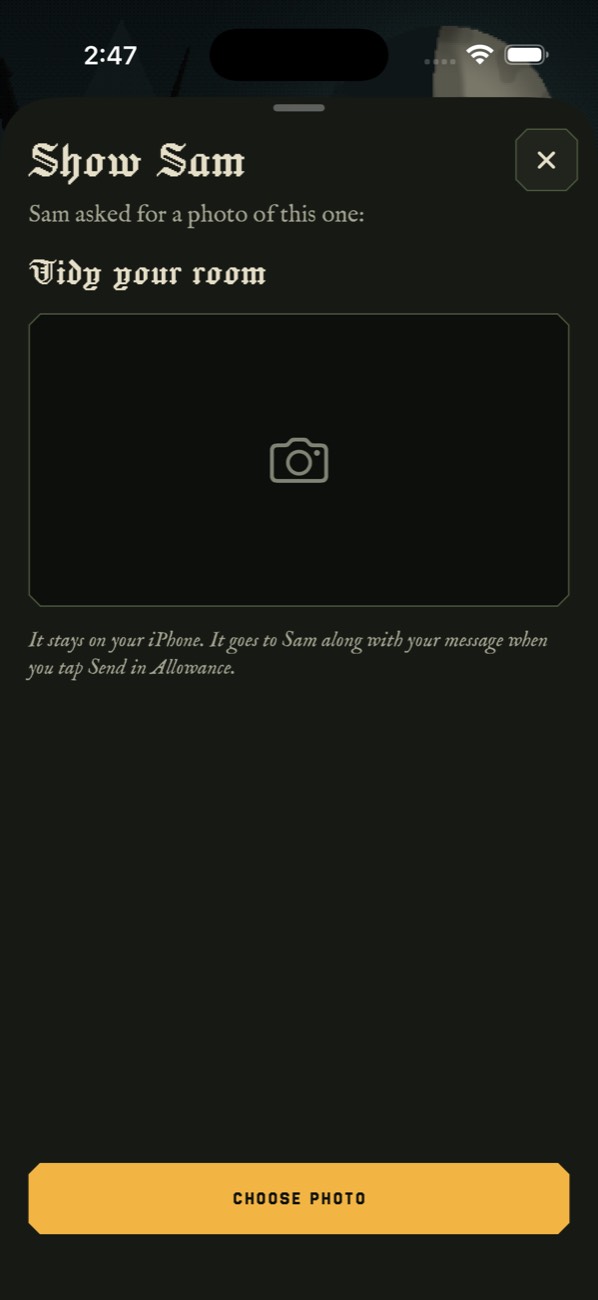 2:47
Show Sam
Sam asked for a photo of this one:
Tidy your room
It stays on your iPhone. It goes to Sam along with your message when
you tap Send in Allowance.
CHOOSE PHOTO